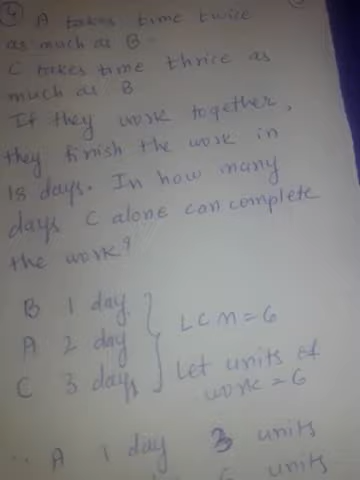 4 A takes time twice
as much as B.
C takes time thrice as
much as B
If they work together,
they finish the work in
18 days. In how many
days C alone can complete
the work?
B 1 day
A 2 day
C 3 days
LCM = 6
Let units of
work = 6
∴ A 1 day 3 units
6 units